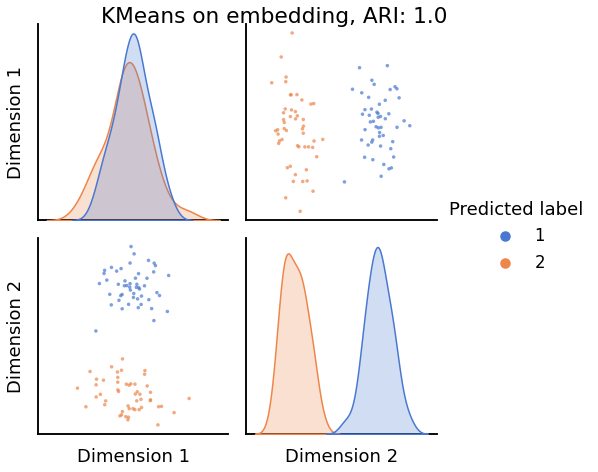 KMeans on embedding, ARI: 1.0
Dimension 1
Predicted label
1
2
Dimension 2
Dimension 1
Dimension 2